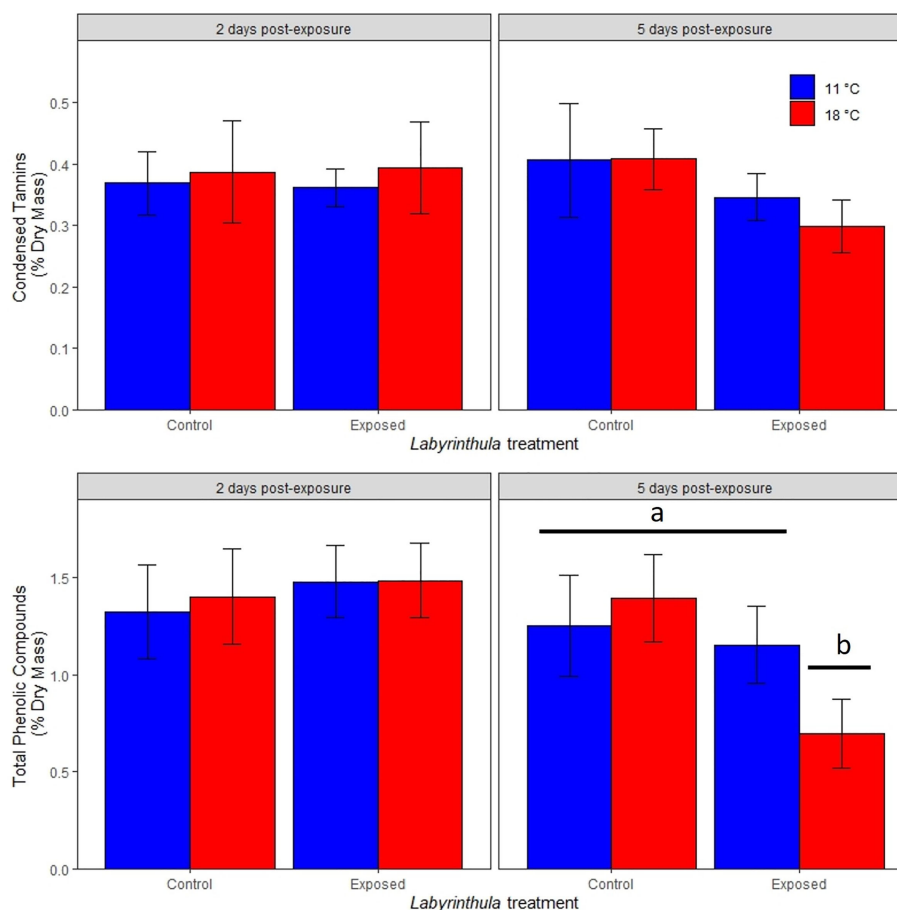 2 days post-exposure
5 days post-exposure
Condensed Tannins
(% Dry Mass)
0.5
0.4
0.3
0.2
0.1
0.0
11 °C
18 °C
Control
Exposed
Control
Exposed
Labyrinthula treatment
2 days post-exposure
5 days post-exposure
Total Phenolic Compounds
(% Dry Mass)
1.5
1.0
0.5
0.0
a
b
Control
Exposed
Control
Exposed
Labyrinthula treatment